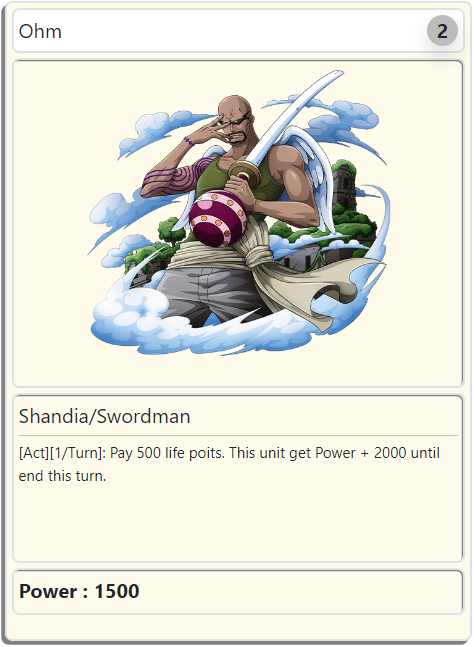 Ohm
2
Shandia/Swordman
[Act][1/Turn]: Pay 500 life poits. This unit get Power + 2000 until
end this turn.
Power : 1500